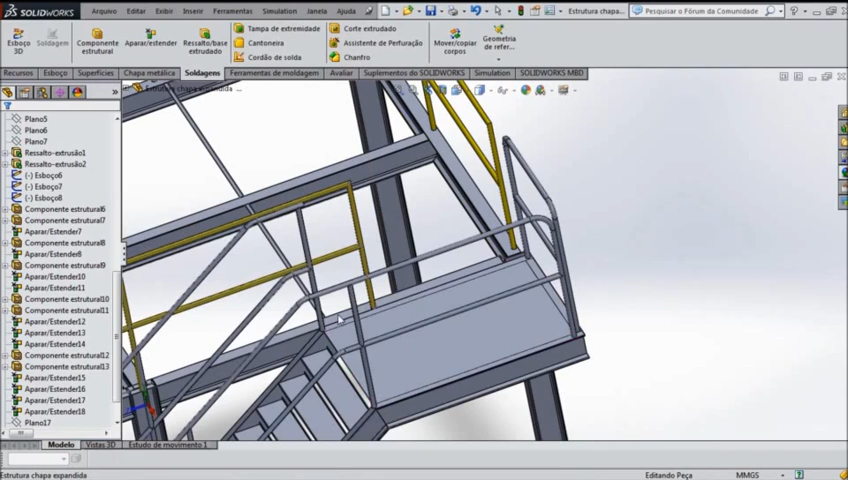 SOLIDWORKS
Arquivo Editar Exibir Inserir Ferramentas Simulation Janela Ajuda
Estrutura chapa...
Pesquisar o Fórum da Comunidade
Esboço 3D
Soldagem
Componente estrutural
Aparar/estender
Ressalto/base extrudado
Tampa de extremidade
Cantoneira
Cordão de solda
Corte extrudado
Assistente de Perfuração
Chanfro
Mover/copiar corpos
Geometria de refer...
Recursos Esboço Superfícies Chapa metálica Soldagens Ferramentas de moldagem Avaliar Suplementos do SOLIDWORKS Simulation SOLIDWORKS MBD
Estrutura chapa expandida ...
Plano5
Plano6
Plano7
Ressalto-extrusão1
Ressalto-extrusão2
(-) Esboço6
(-) Esboço7
(-) Esboço8
Componente estrutural6
Componente estrutural7
Aparar/Estender7
Componente estrutural8
Aparar/Estender8
Componente estrutural9
Aparar/Estender10
Aparar/Estender11
Componente estrutural10
Componente estrutural11
Aparar/Estender12
Aparar/Estender13
Aparar/Estender14
Componente estrutural12
Componente estrutural13
Aparar/Estender15
Aparar/Estender16
Aparar/Estender17
Aparar/Estender18
Plano17
Modelo Vistas 3D Estudo de movimento 1
Estrutura chapa expandida
Editando Peça
MMGS